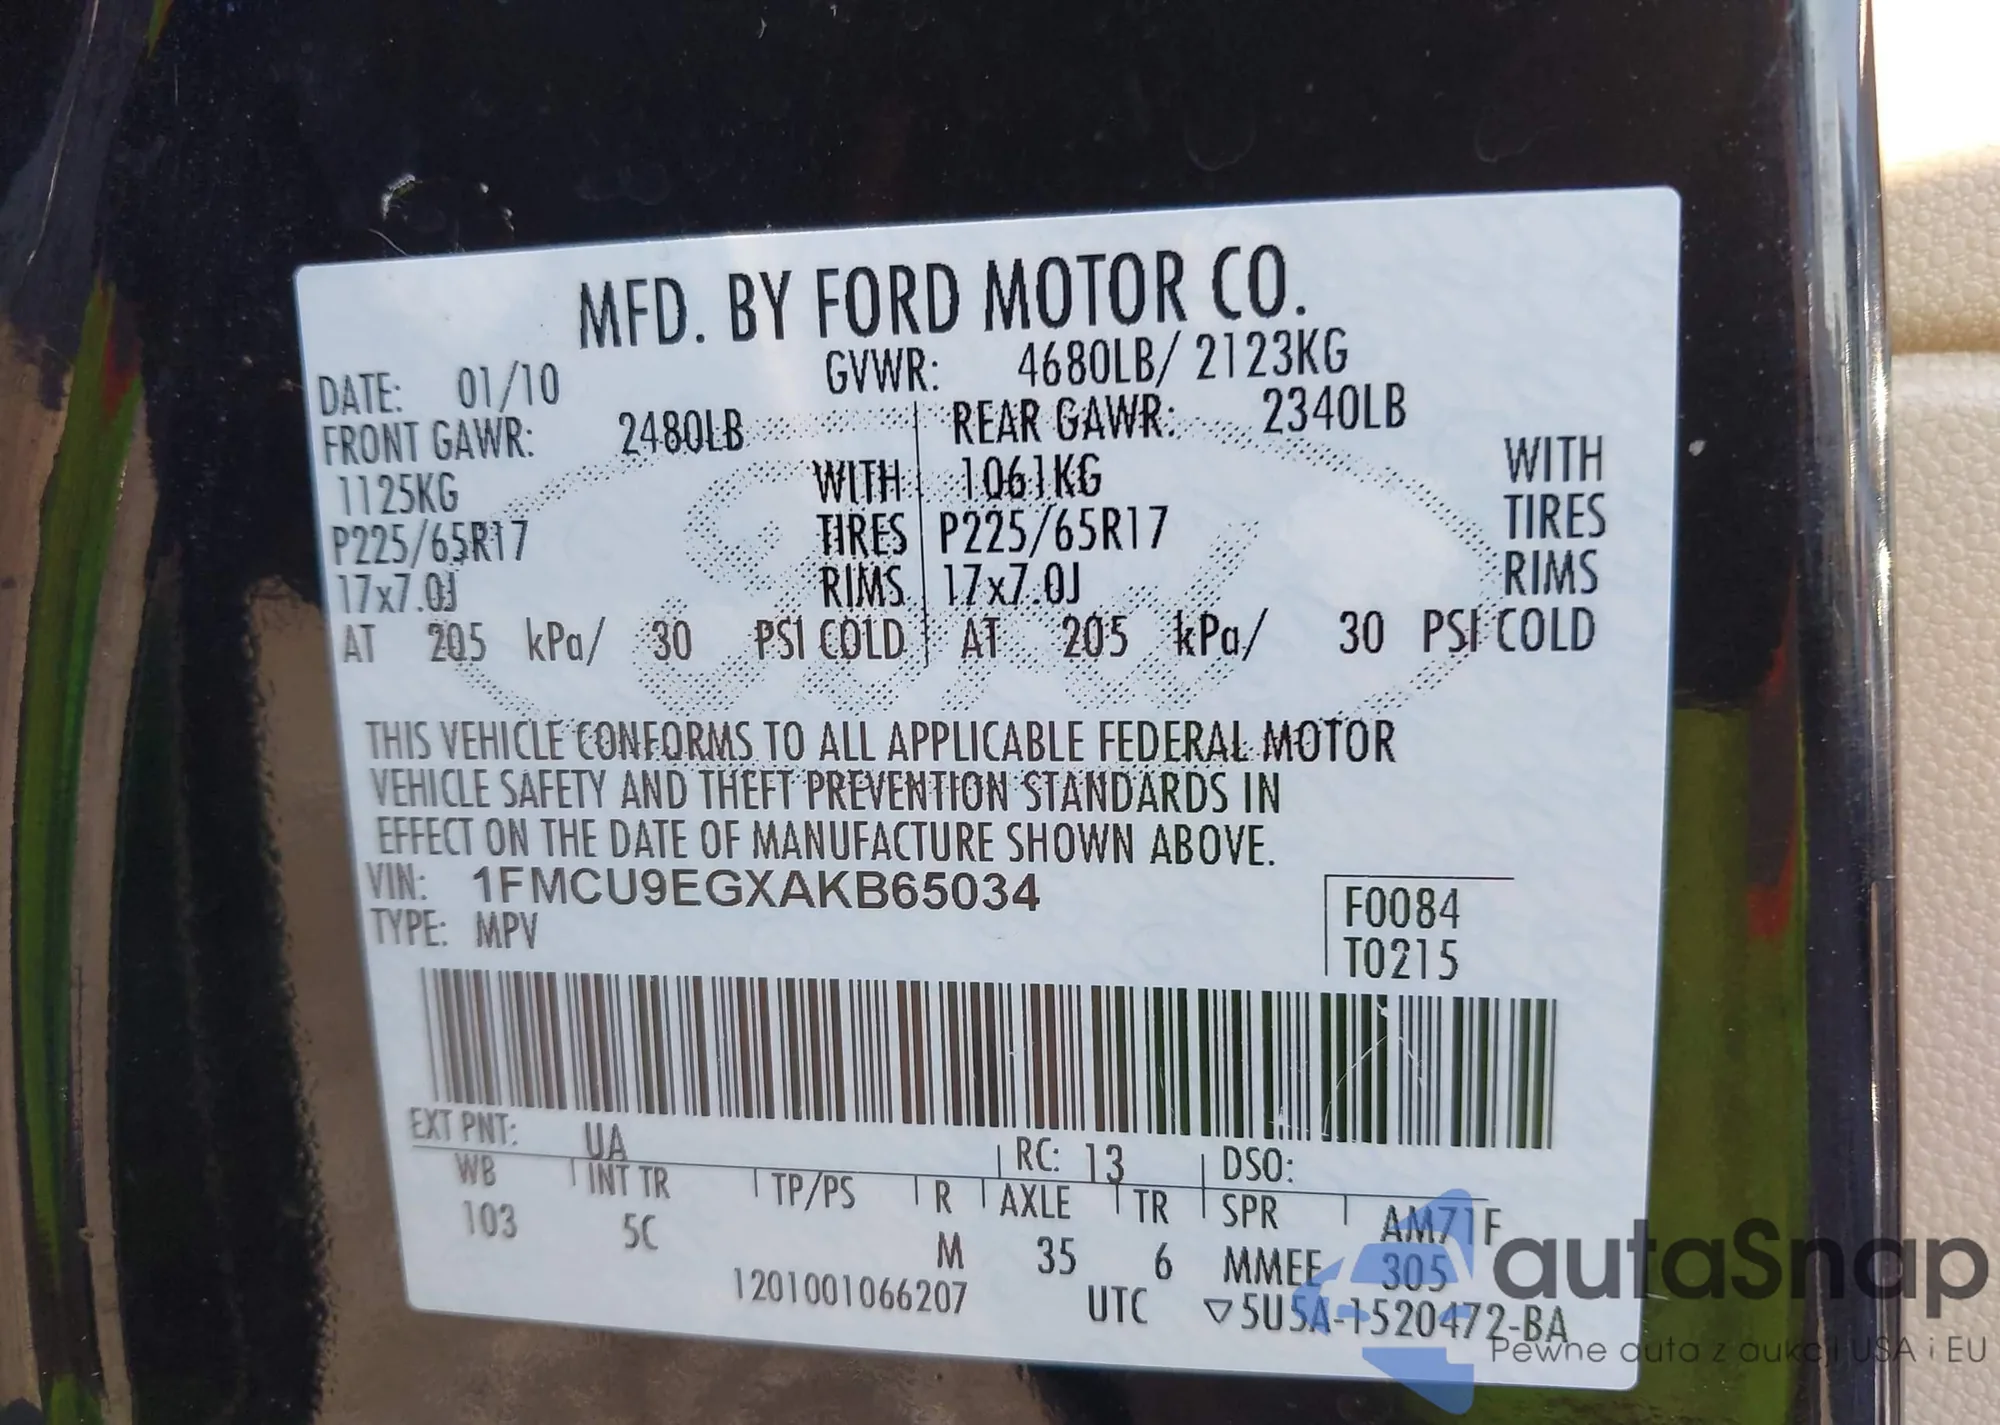 MFD. BY FORD MOTOR CO.
DATE: 01/10 GVWR: 4680LB/ 2123KG
FRONT GAWR: 2480LB REAR GAWR: 2340LB
1125KG WITH 1061KG WITH
P225/65R17 TIRES P225/65R17 TIRES
17x7.0J RIMS 17x7.0J RIMS
AT 205 kPa/ 30 PSI COLD AT 205 kPa/ 30 PSI COLD
THIS VEHICLE CONFORMS TO ALL APPLICABLE FEDERAL MOTOR
VEHICLE SAFETY AND THEFT PREVENTION STANDARDS IN
EFFECT ON THE DATE OF MANUFACTURE SHOWN ABOVE.
VIN: 1FMCU9EGXAKB65034
TYPE: MPV
F0084
T0215
EXT PNT: UA RC: 13 DSO:
WB INT TR TP/PS R AXLE TR SPR AM71F
103 5C M 35 6 MMEE 305
1201001066207 UTC ▽5U5A-1520472-BA
autaSnap
Pewne auta z aukcji USA i EU